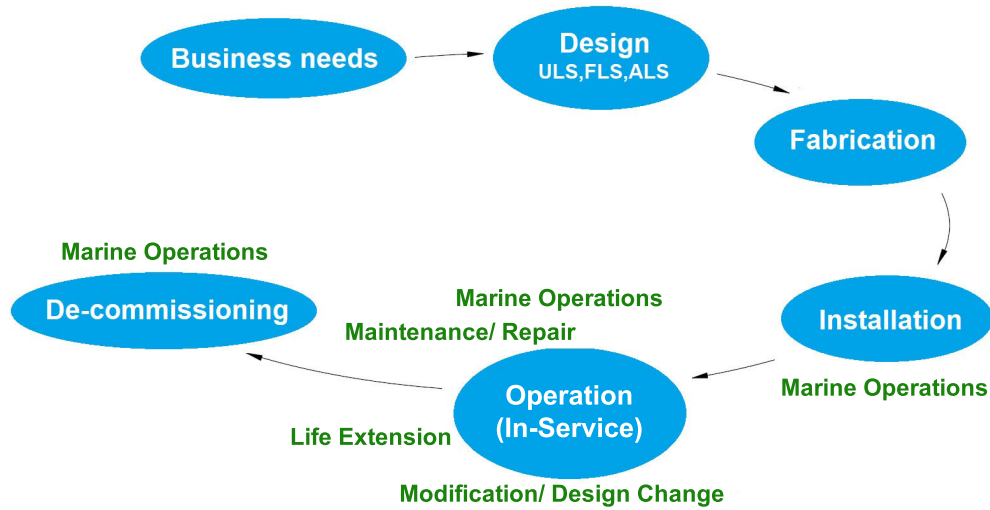 Business needs
Design
ULS,FLS,ALS
Fabrication
Installation
Marine Operations
Marine Operations
Maintenance/ Repair
Operation
(In-Service)
Life Extension
Modification/ Design Change
Marine Operations
De-commissioning